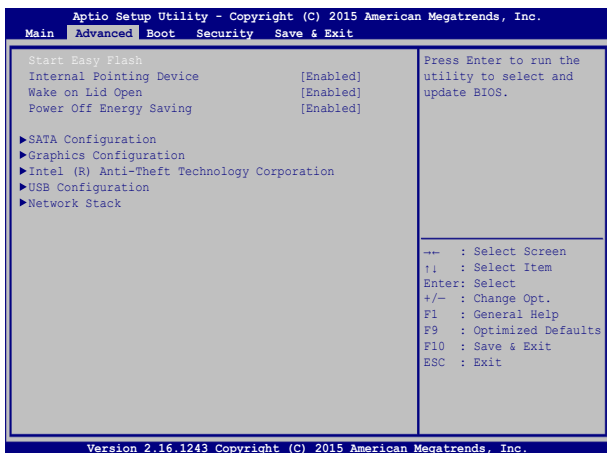 Aptio Setup Utility - Copyright (C) 2015 American Megatrends, Inc.
Main Advanced Boot Security Save & Exit
Start Easy Flash
Internal Pointing Device [Enabled]
Wake on Lid Open [Enabled]
Power Off Energy Saving [Enabled]
▶SATA Configuration
▶Graphics Configuration
▶Intel (R) Anti-Theft Technology Corporation
▶USB Configuration
▶Network Stack
Press Enter to run the
utility to select and
update BIOS.
→← : Select Screen
↑↓ : Select Item
Enter: Select
+/— : Change Opt.
F1 : General Help
F9 : Optimized Defaults
F10 : Save & Exit
ESC : Exit
Version 2.16.1243 Copyright (C) 2015 American Megatrends, Inc.